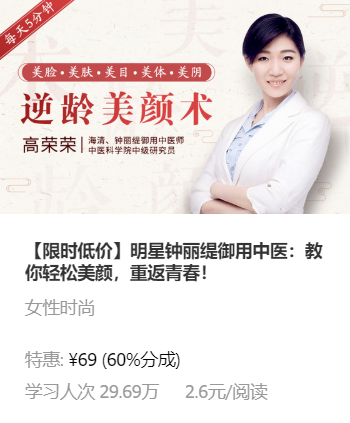 每天5分钟
美脸·美肤·美目·美体·美阴
逆龄美颜术
高荣荣|海清、钟丽缇御用中医师
中医科学院中级研究员
【限时低价】明星钟丽缇御用中医：教
你轻松美颜，重返青春！
女性时尚
特惠: ¥69 (60%分成)
学习人次 29.69万 2.6元/阅读